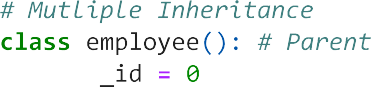 # Mutliple Inheritance
class employee(): # Parent
_id = 0